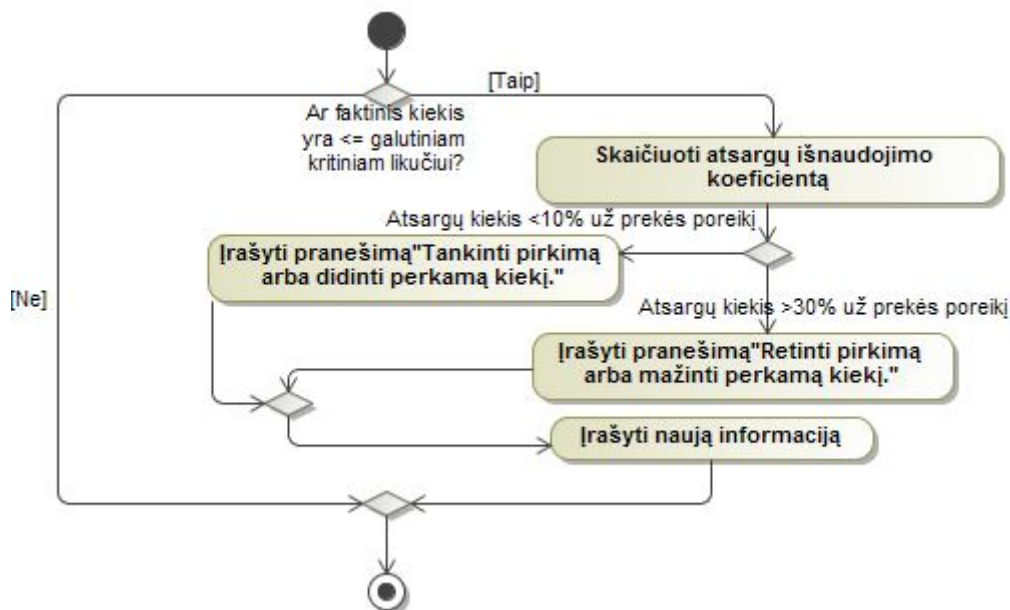 [Taip]
Ar faktinis kiekis
yra <= galutiniam
kritiniam likučiui?
Skaičiuoti atsargų išnaudojimo
koeficientą
Atsargų kiekis <10% už prekės poreikį
Įrašyti pranešimą"Tankinti pirkimą
arba didinti perkamą kiekį."
[Ne]
Atsargų kiekis >30% už prekės poreikį
Įrašyti pranešimą"Retinti pirkimą
arba mažinti perkamą kiekį."
Įrašyti naują informaciją